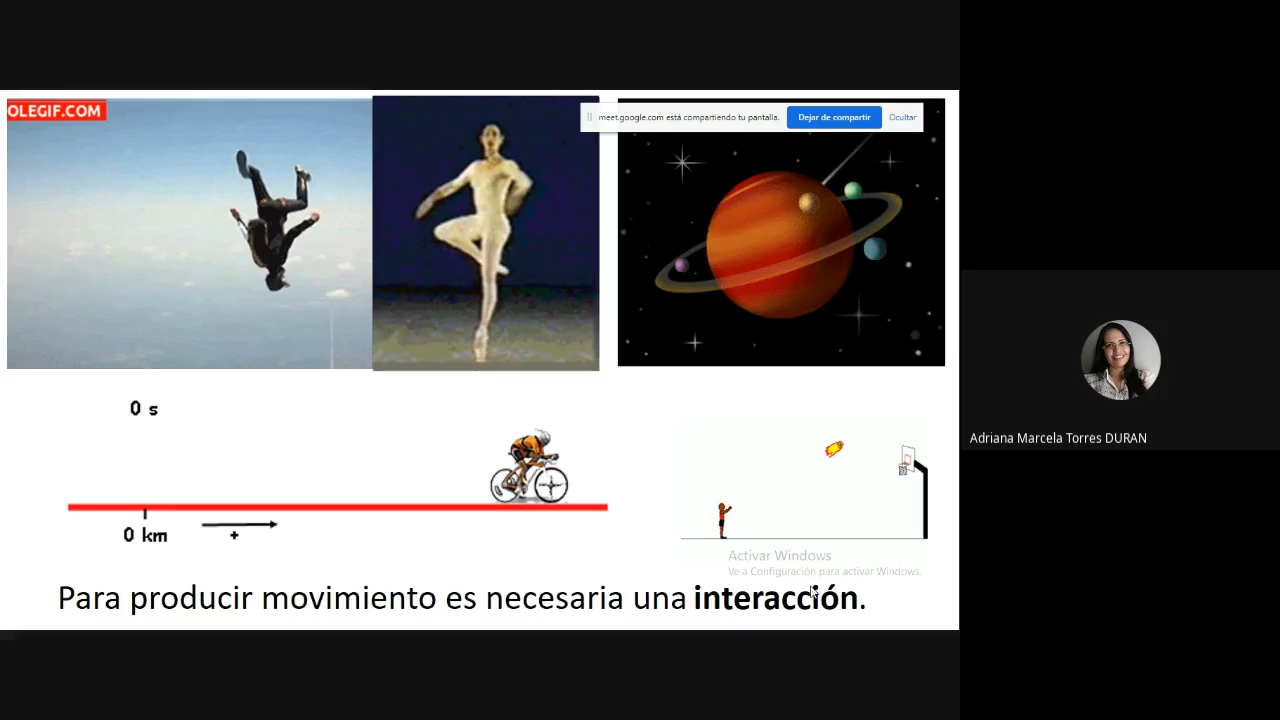 OLEGIF.COM
meet.google.com está compartiendo tu pantalla.
Dejar de compartir
Ocultar
0 s
0 km
+
Adriana Marcela Torres DURAN
Activar Windows
Ve a Configuración para activar Windows.
Para producir movimiento es necesaria una interacción.